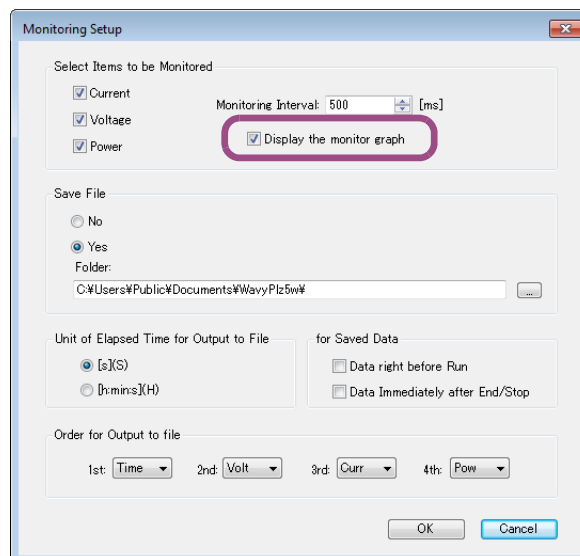 Monitoring Setup
Select Items to be Monitored
Current
Monitoring Interval: 500 [ms]
Voltage
Display the monitor graph
Power
Save File
No
Yes
Folder:
C:¥Users¥Public¥Documents¥WavyPlz5w¥
...
Unit of Elapsed Time for Output to File
[s](S)
[h:min:s](H)
for Saved Data
Data right before Run
Data Immediately after End/Stop
Order for Output to file
1st: Time 2nd: Volt 3rd: Curr 4th: Pow
OK Cancel